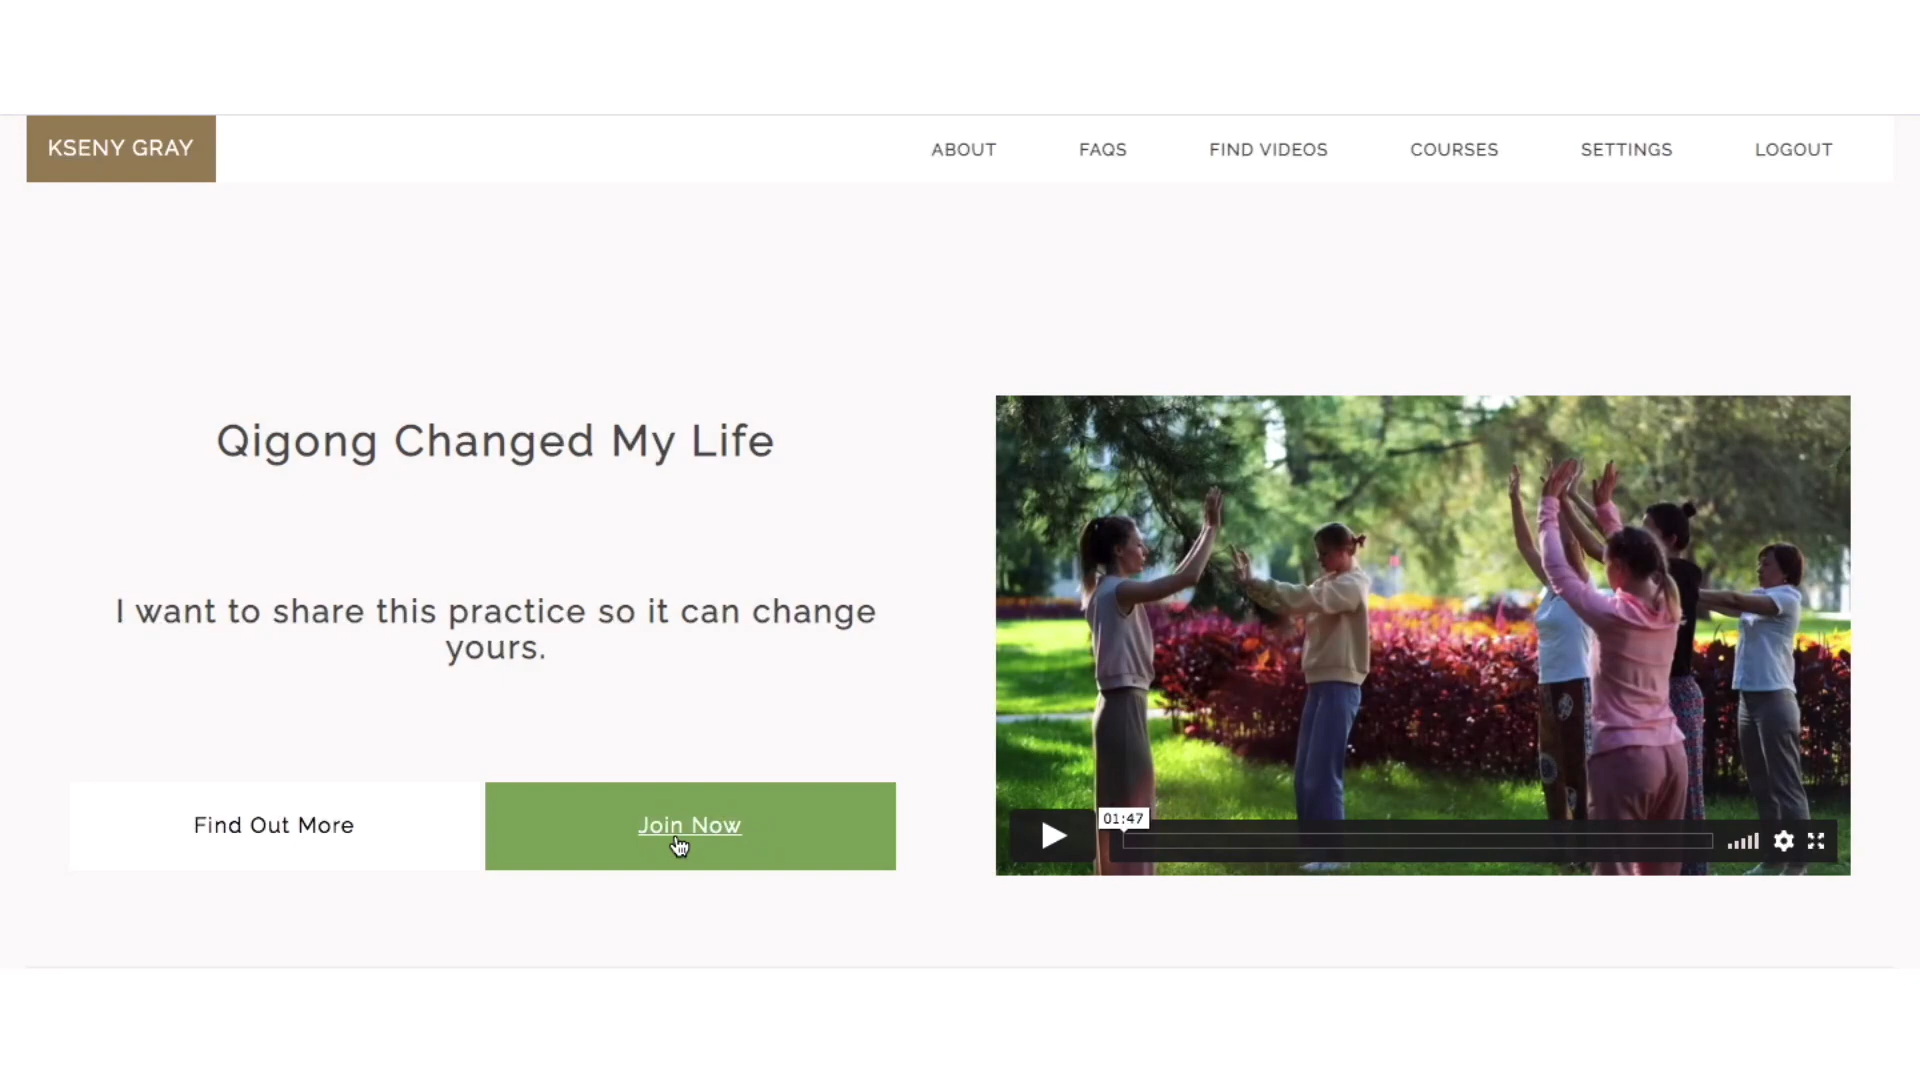 KSENY GRAY
ABOUT
FAQS
FIND VIDEOS
COURSES
SETTINGS
LOGOUT
Qigong Changed My Life
I want to share this practice so it can change
yours.
Find Out More
Join Now
01:47